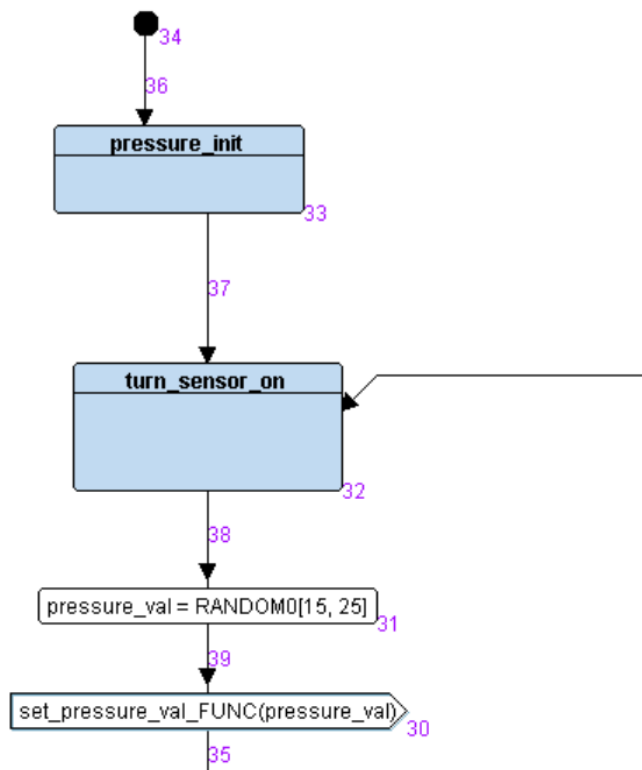 34
36
pressure_init
33
37
turn_sensor_on
32
38
pressure_val = RANDOM0[15, 25]
31
39
set_pressure_val_FUNC(pressure_val)
30
35